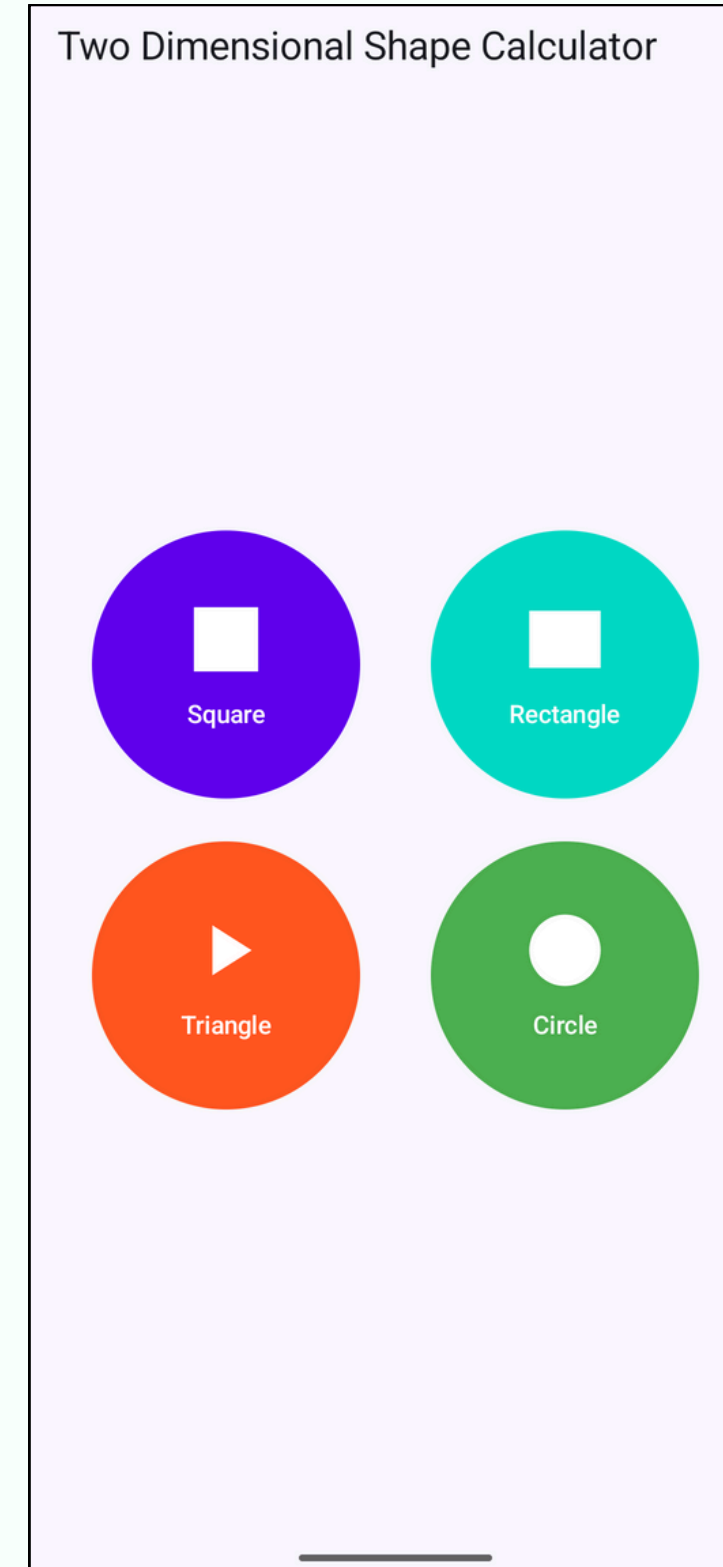 Two Dimensional Shape Calculator
Square
Rectangle
Triangle
Circle